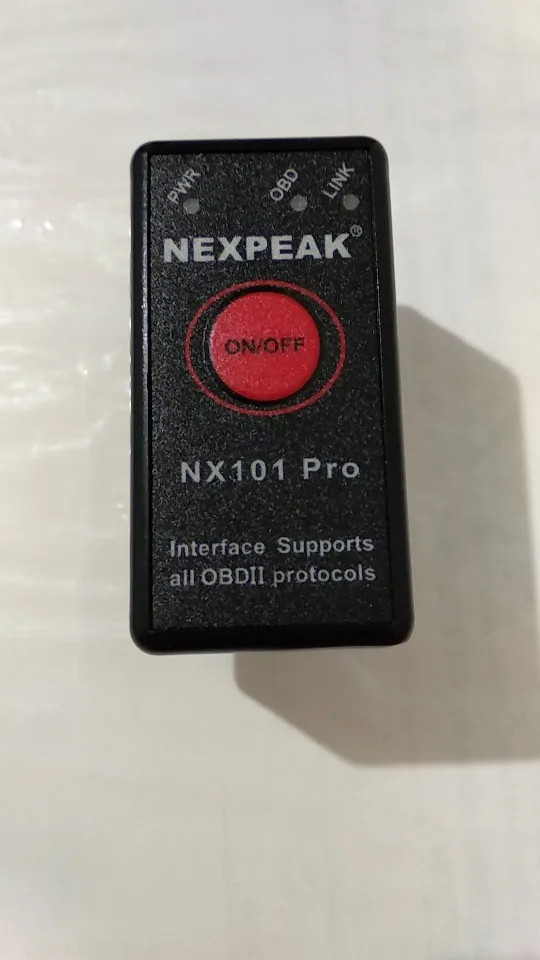 PWR OBD LINK
NEXPEAK®
ON/OFF
NX101 Pro
Interface Supports
all OBDII protocols